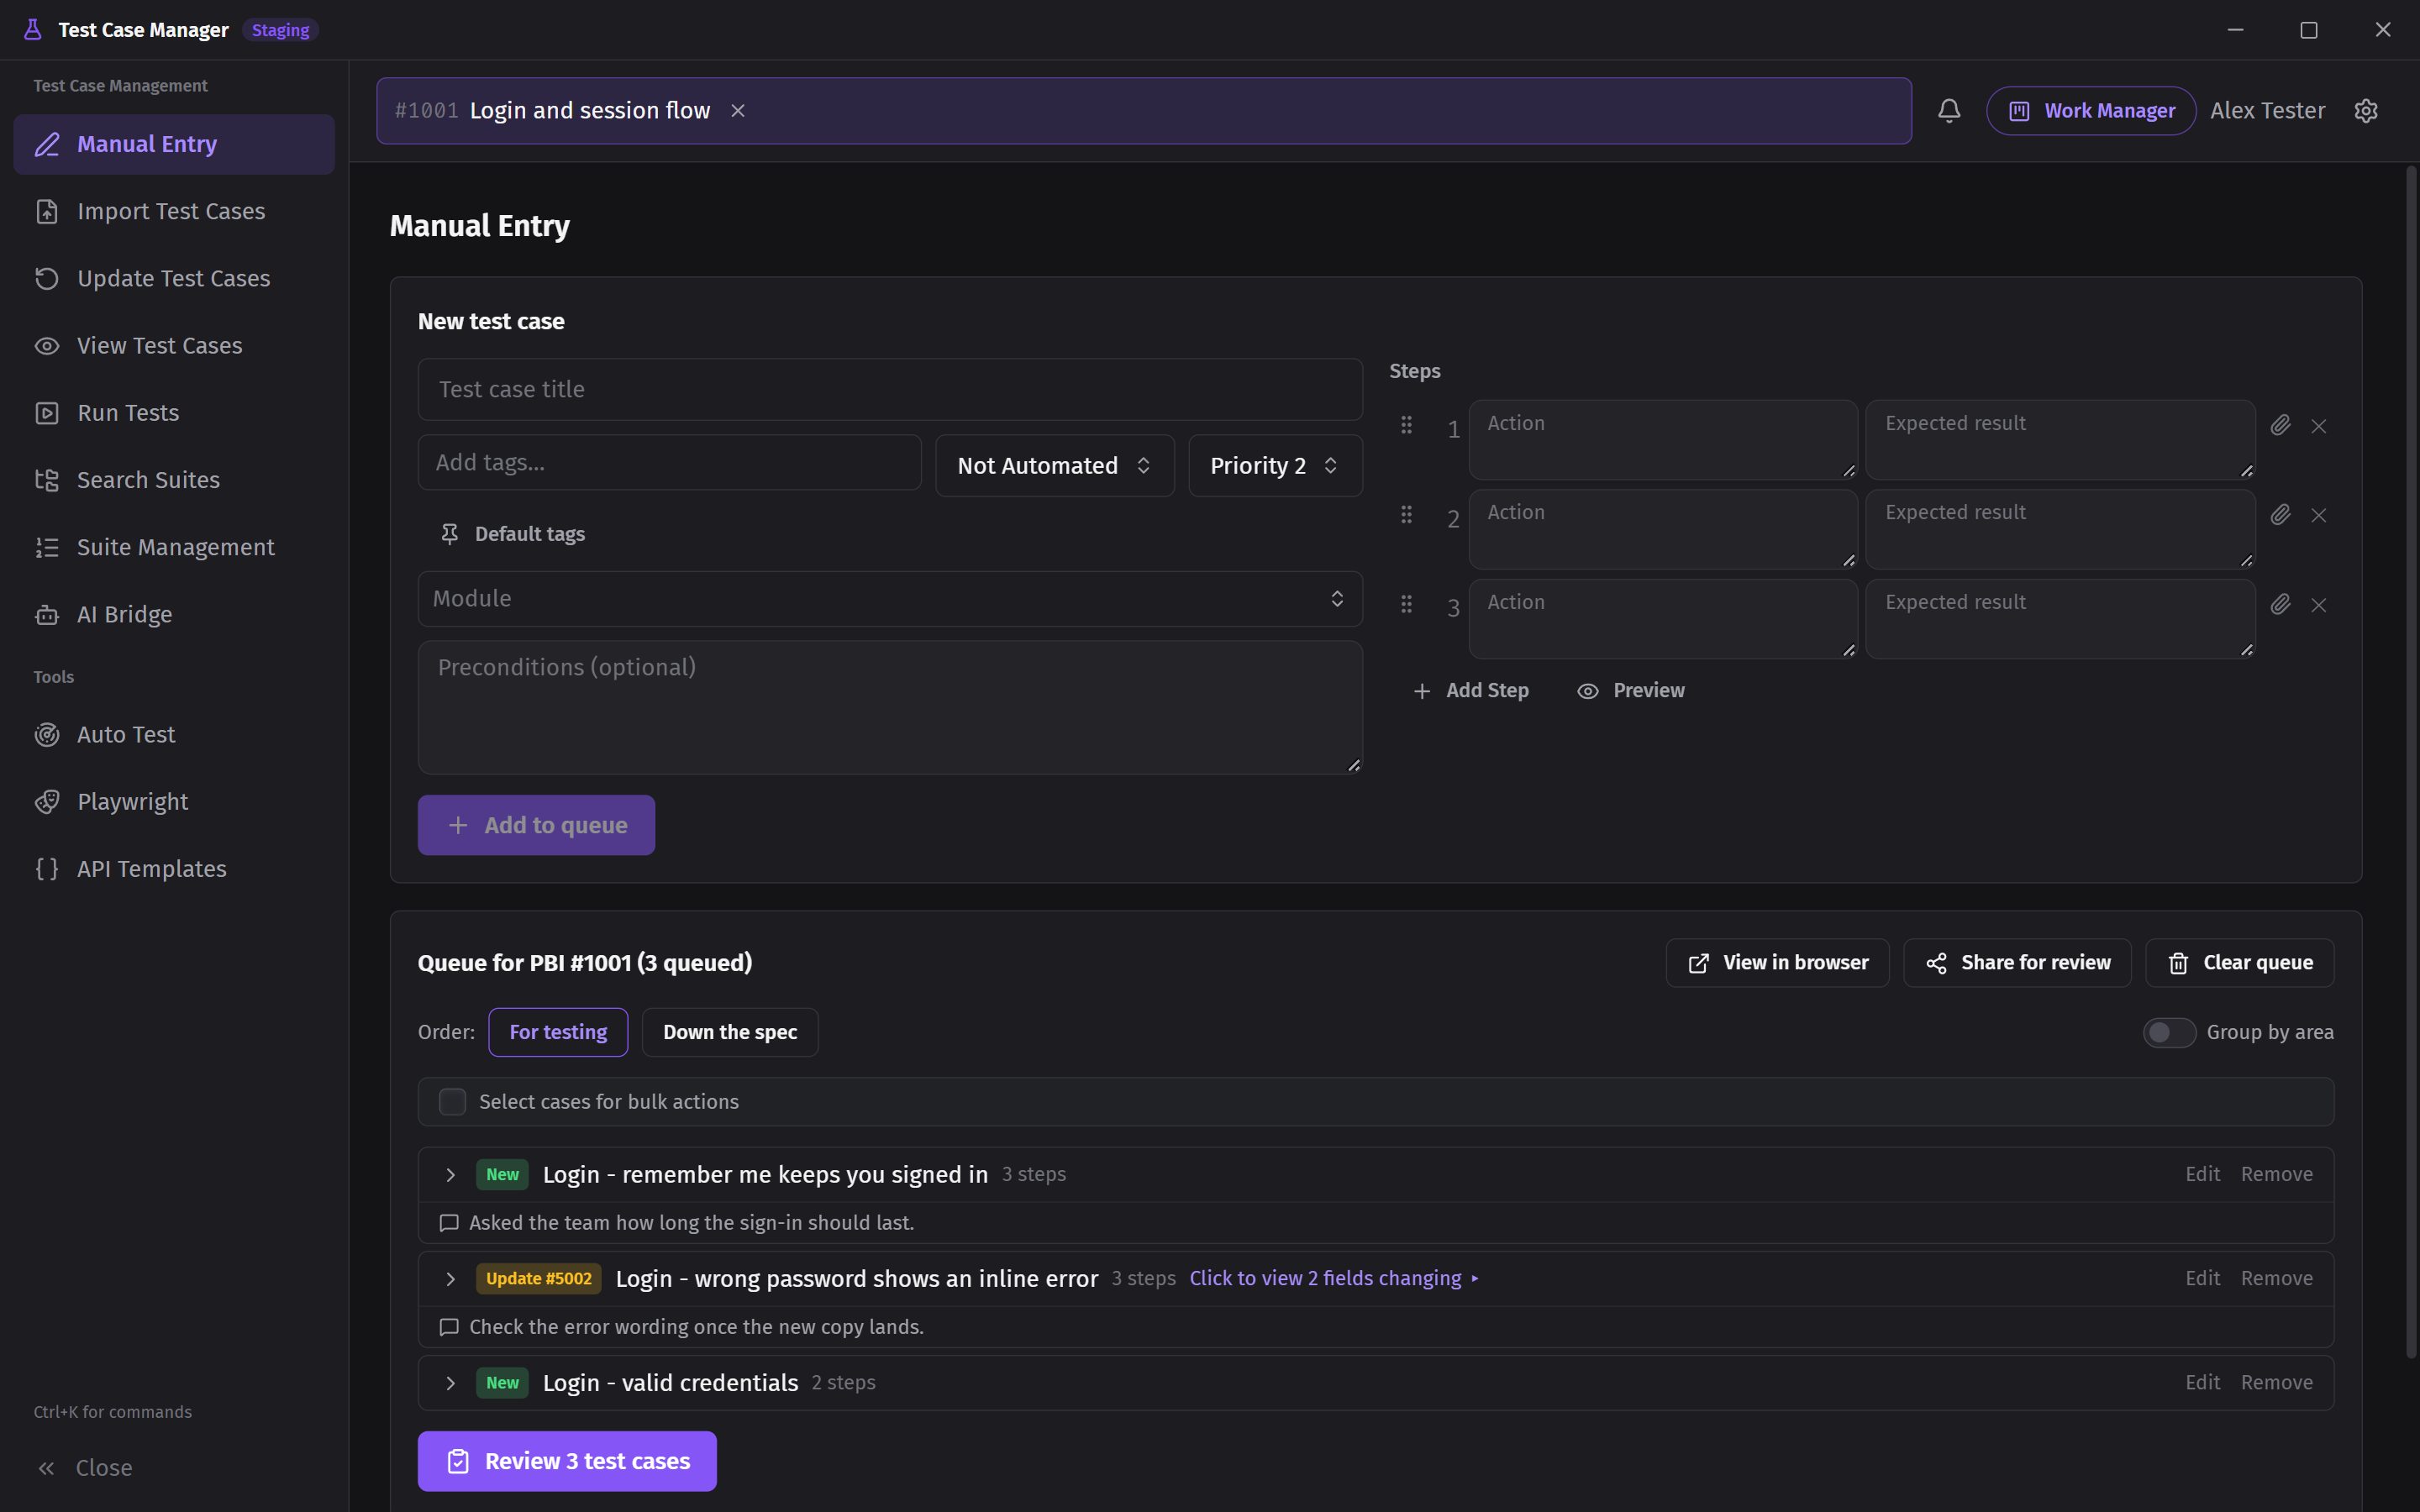 Test Case Manager Staging
Test Case Management
Manual Entry
Import Test Cases
Update Test Cases
View Test Cases
Run Tests
Search Suites
Suite Management
AI Bridge
Tools
Auto Test
Playwright
API Templates
Ctrl+K for commands
Close
#1001 Login and session flow
Work Manager
Alex Tester
Manual Entry
New test case
Test case title
Add tags...
Not Automated
Priority 2
Default tags
Module
Preconditions (optional)
Add to queue
Steps
1 Action Expected result
2 Action Expected result
3 Action Expected result
Add Step Preview
Queue for PBI #1001 (3 queued)
View in browser Share for review Clear queue
Order: For testing Down the spec
Group by area
Select cases for bulk actions
New Login - remember me keeps you signed in 3 steps Edit Remove
Asked the team how long the sign-in should last.
Update #5002 Login - wrong password shows an inline error 3 steps Click to view 2 fields changing ▸ Edit Remove
Check the error wording once the new copy lands.
New Login - valid credentials 2 steps Edit Remove
Review 3 test cases